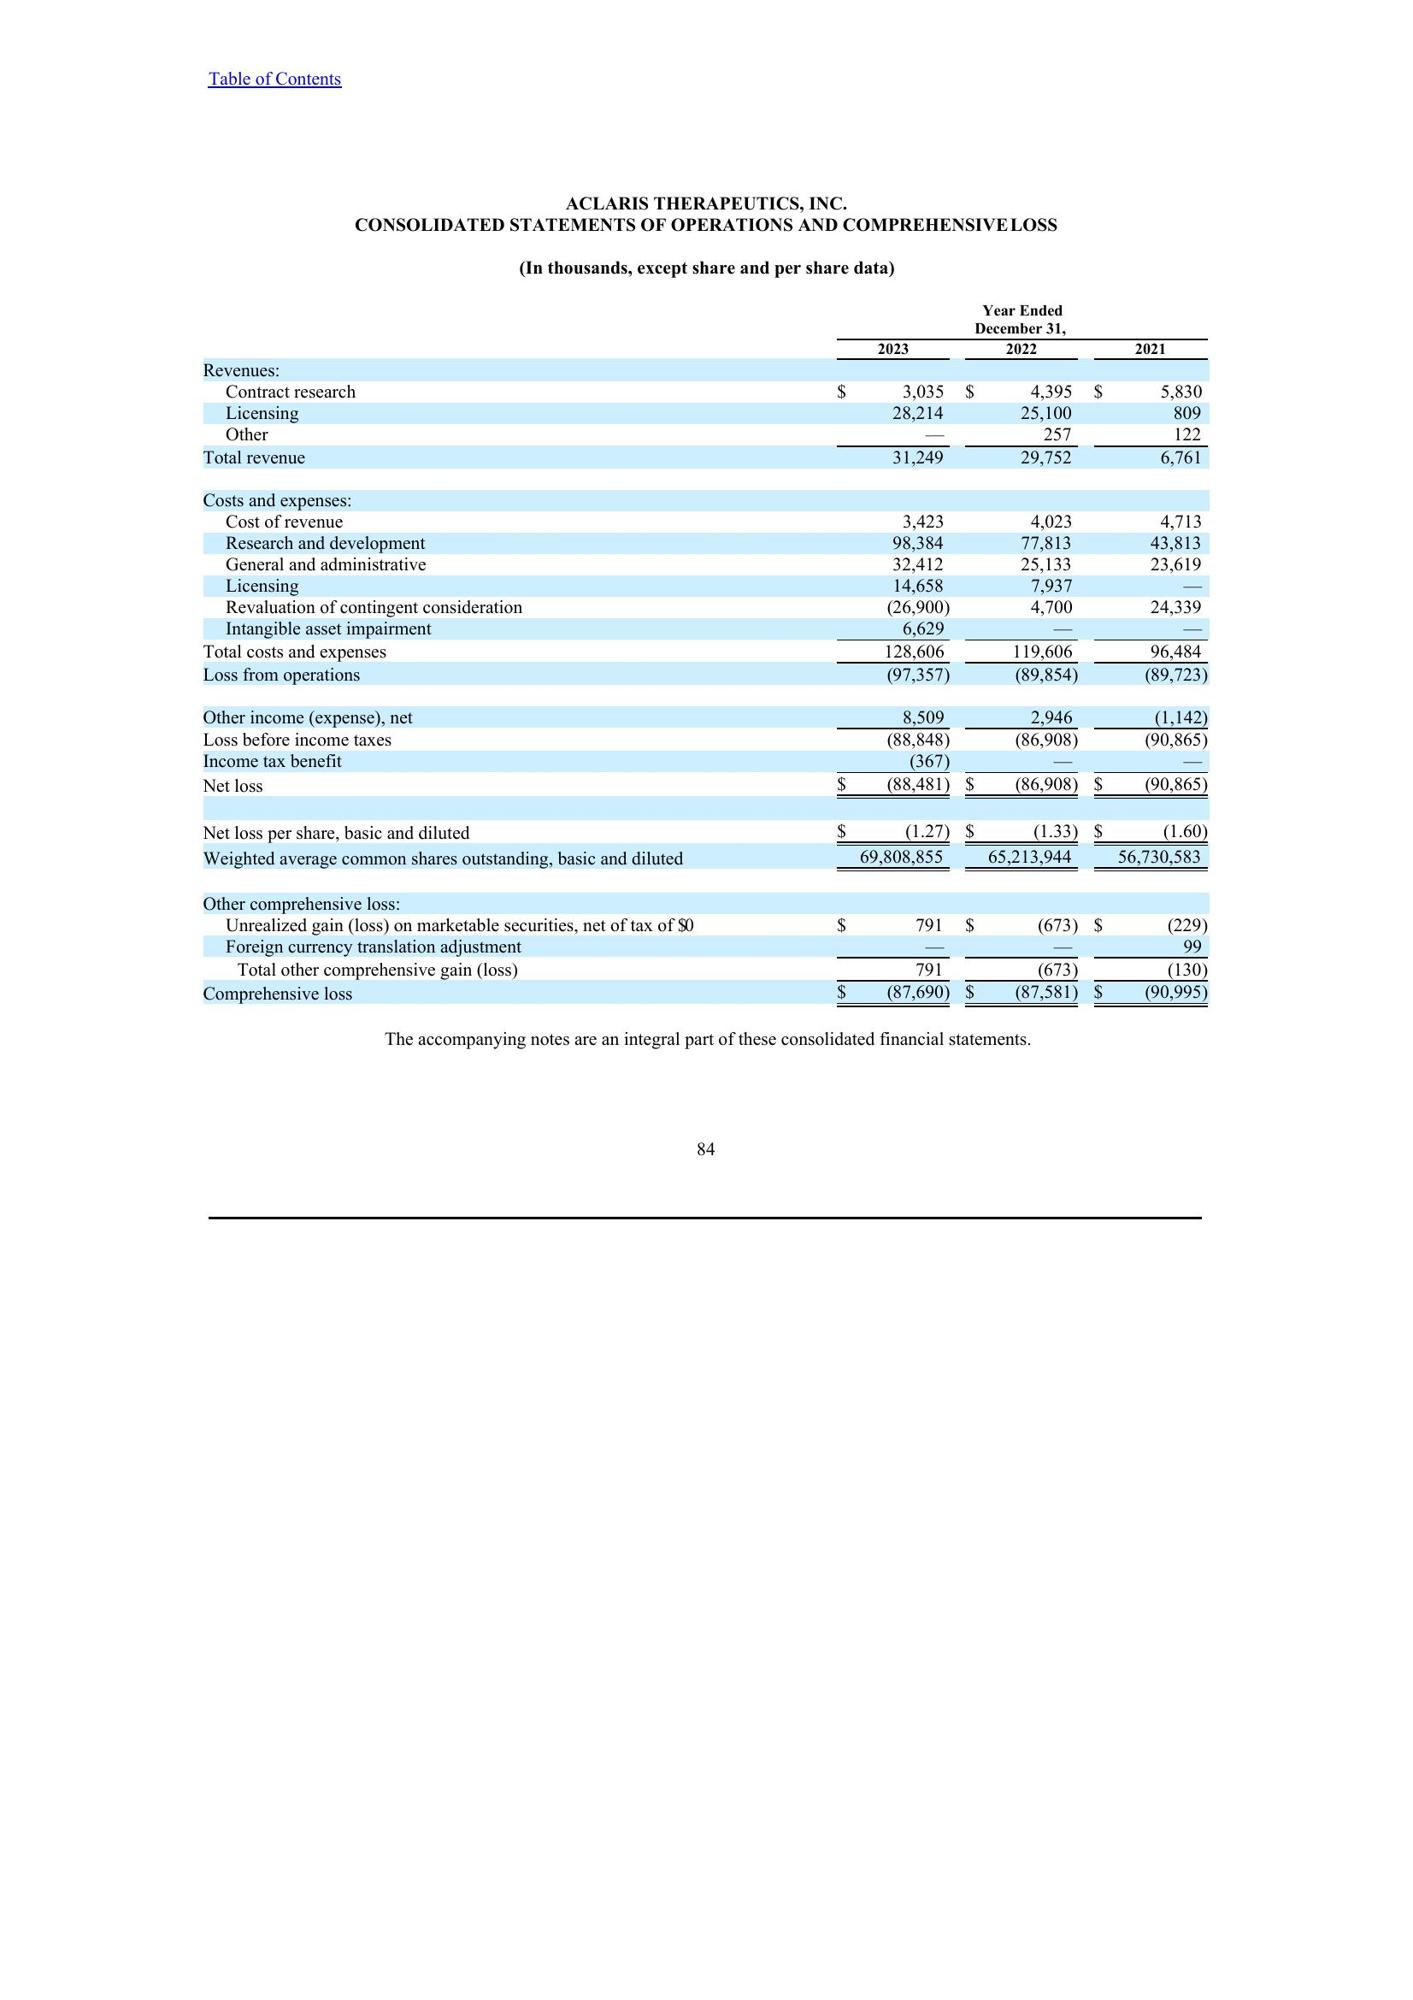 Table of Contents
ACLARIS THERAPEUTICS, INC.
CONSOLIDATED STATEMENTS OF OPERATIONS AND COMPREHENSIVE LOSS
(In thousands, except share and per share data)
Year Ended
December 31,
2023 2022 2021
Revenues:
Contract research $ 3,035 $ 4,395 $ 5,830
Licensing 28,214 25,100 809
Other — 257 122
Total revenue 31,249 29,752 6,761
Costs and expenses:
Cost of revenue 3,423 4,023 4,713
Research and development 98,384 77,813 43,813
General and administrative 32,412 25,133 23,619
Licensing 14,658 7,937 —
Revaluation of contingent consideration (26,900) 4,700 24,339
Intangible asset impairment 6,629 — —
Total costs and expenses 128,606 119,606 96,484
Loss from operations (97,357) (89,854) (89,723)
Other income (expense), net 8,509 2,946 (1,142)
Loss before income taxes (88,848) (86,908) (90,865)
Income tax benefit (367) — —
Net loss $ (88,481) $ (86,908) $ (90,865)
Net loss per share, basic and diluted $ (1.27) $ (1.33) $ (1.60)
Weighted average common shares outstanding, basic and diluted 69,808,855 65,213,944 56,730,583
Other comprehensive loss:
Unrealized gain (loss) on marketable securities, net of tax of $0 $ 791 $ (673) $ (229)
Foreign currency translation adjustment — — 99
Total other comprehensive gain (loss) 791 (673) (130)
Comprehensive loss $ (87,690) $ (87,581) $ (90,995)
The accompanying notes are an integral part of these consolidated financial statements.
84